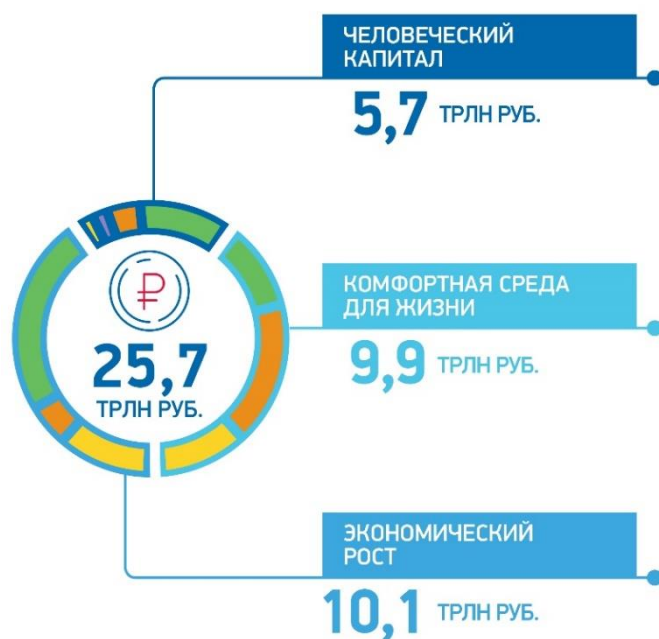 ЧЕЛОВЕЧЕСКИЙ
КАПИТАЛ
5,7 ТРЛН РУБ.
₽
25,7
ТРЛН РУБ.
КОМФОРТНАЯ СРЕДА
ДЛЯ ЖИЗНИ
9,9 ТРЛН РУБ.
ЭКОНОМИЧЕСКИЙ
РОСТ
10,1 ТРЛН РУБ.